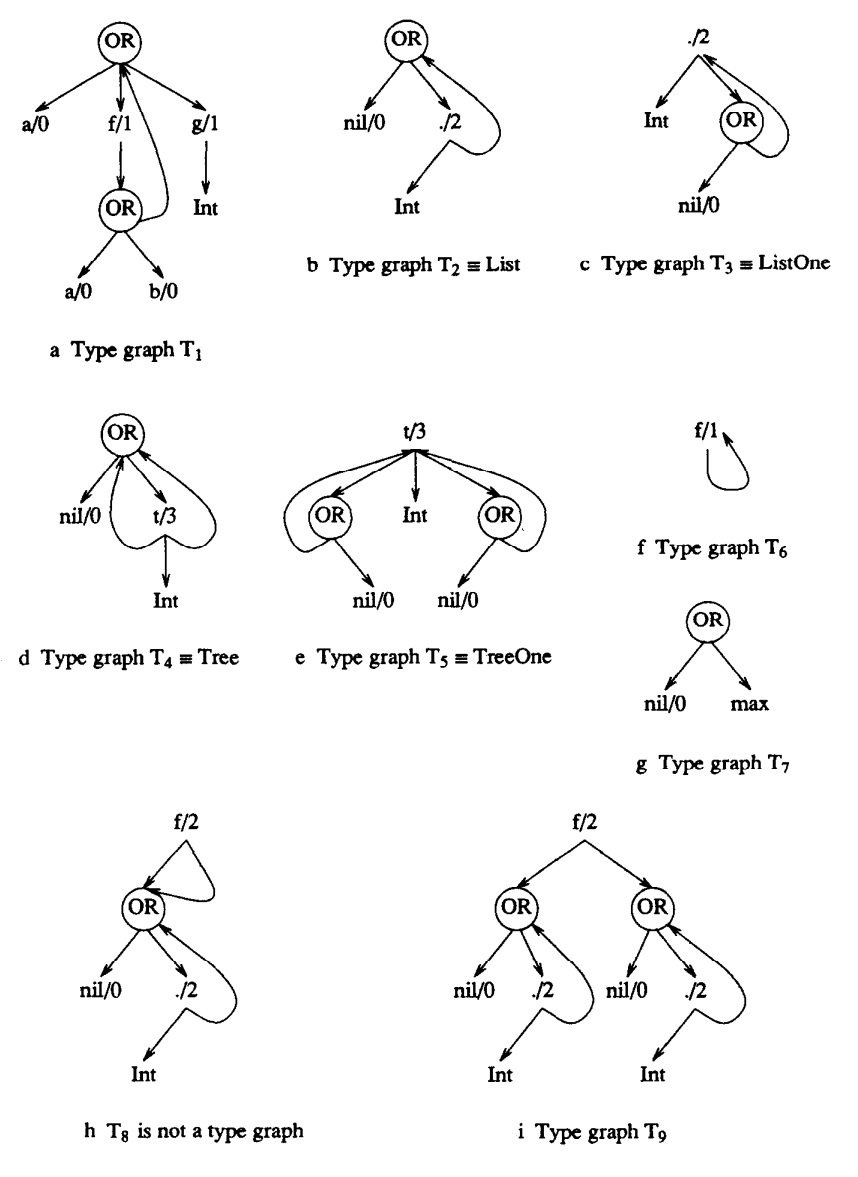 OR
a/0 f/1 g/1
OR Int
a/0 b/0
a Type graph T1
OR
nil/0 ./2
Int
b Type graph T2 ≡ List
./2
Int OR
nil/0
c Type graph T3 ≡ ListOne
OR
nil/0 t/3
Int
d Type graph T4 ≡ Tree
t/3
OR Int OR
nil/0 nil/0
e Type graph T5 ≡ TreeOne
f/1
f Type graph T6
OR
nil/0 max
g Type graph T7
f/2
OR
nil/0 ./2
Int
h T8 is not a type graph
f/2
OR OR
nil/0 ./2 nil/0 ./2
Int Int
i Type graph T9